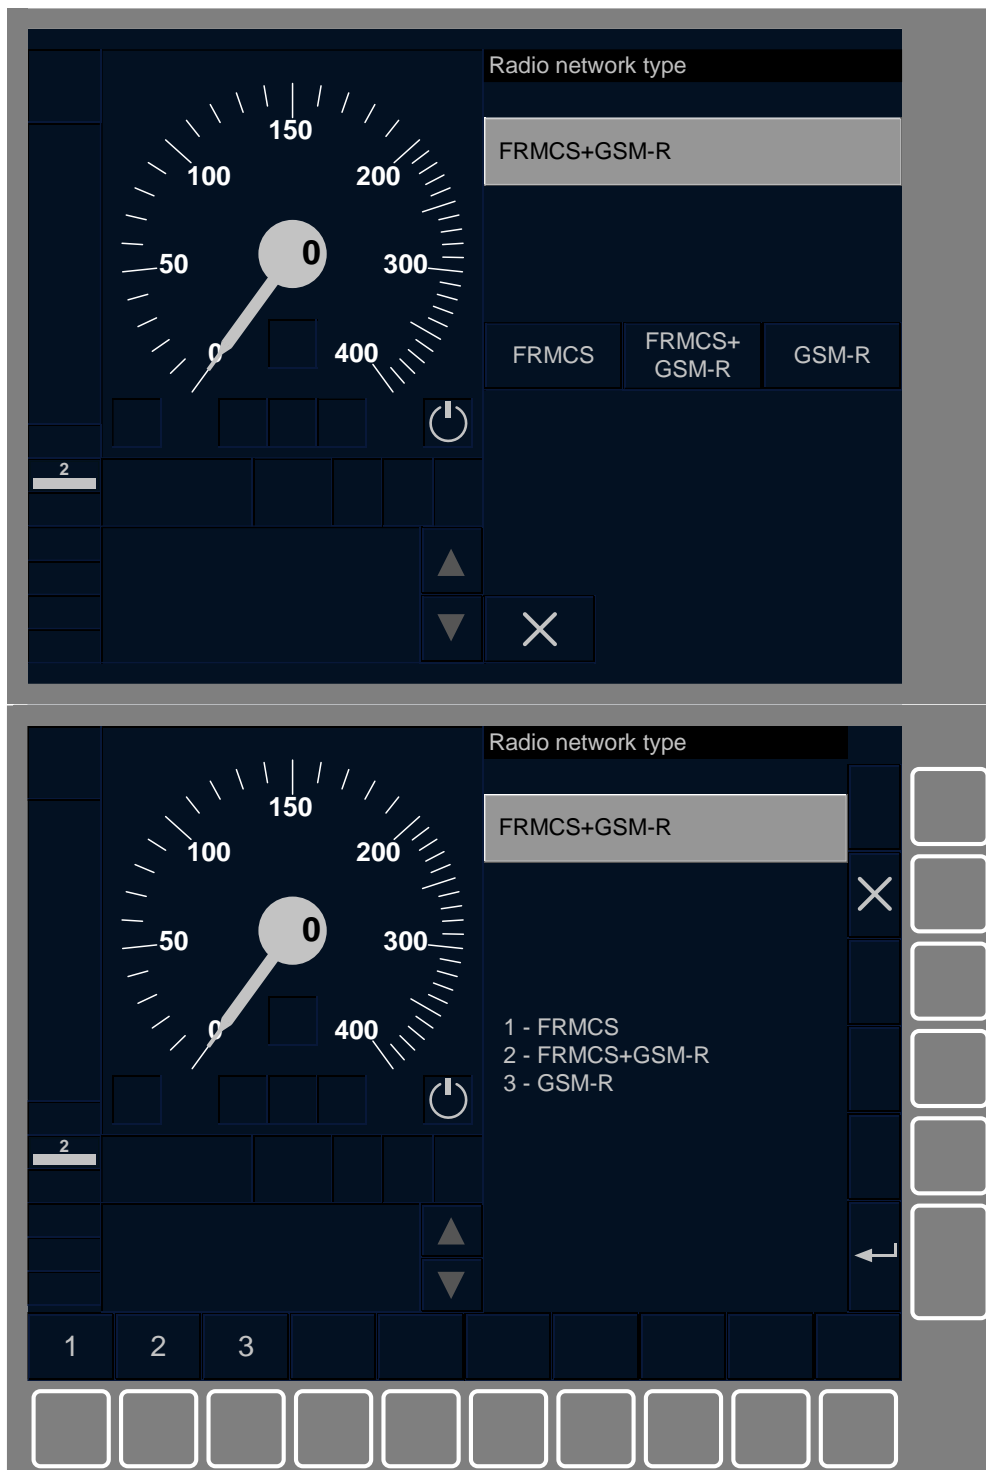 Radio network type
FRMCS+GSM-R
150
100
200
0
50
300
0
400
FRMCS
FRMCS+
GSM-R
GSM-R
2
Radio network type
FRMCS+GSM-R
150
100
200
0
50
300
0
400
1 - FRMCS
2 - FRMCS+GSM-R
3 - GSM-R
2
1 2 3